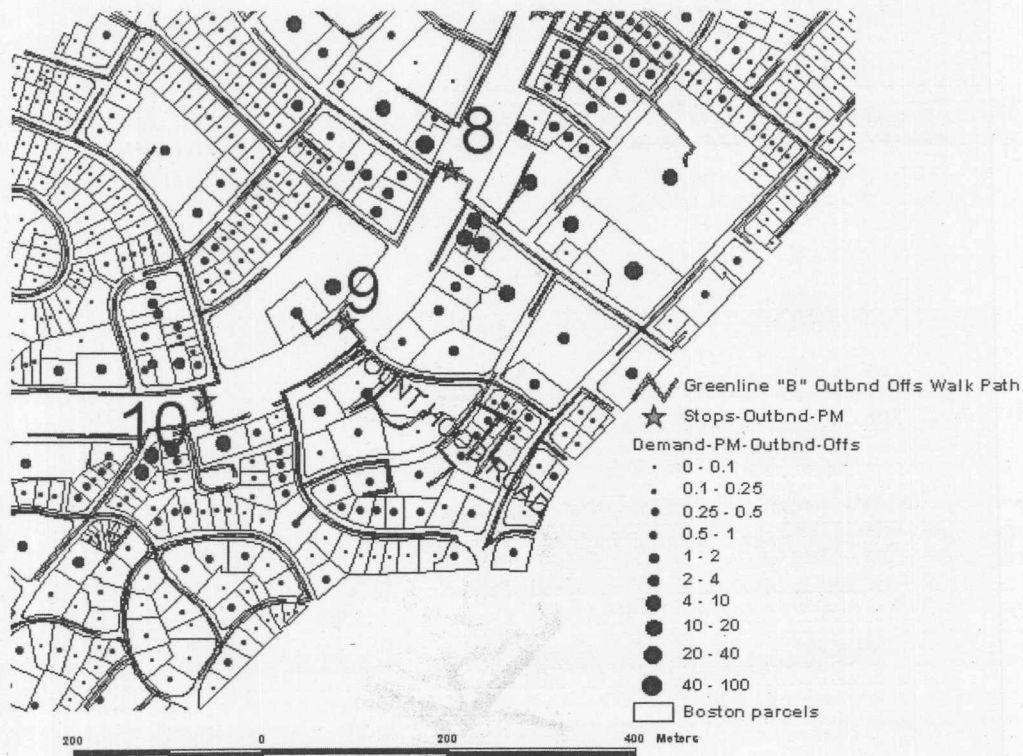 8
9
10
Greenline "B" Outbnd Offs Walk Path
Stops-Outbnd-PM
Demand-PM-Outbnd-Offs
0 - 0.1
0.1 - 0.25
0.25 - 0.5
0.5 - 1
1 - 2
2 - 4
4 - 10
10 - 20
20 - 40
40 - 100
Boston parcels
200 0 200 400 Meters